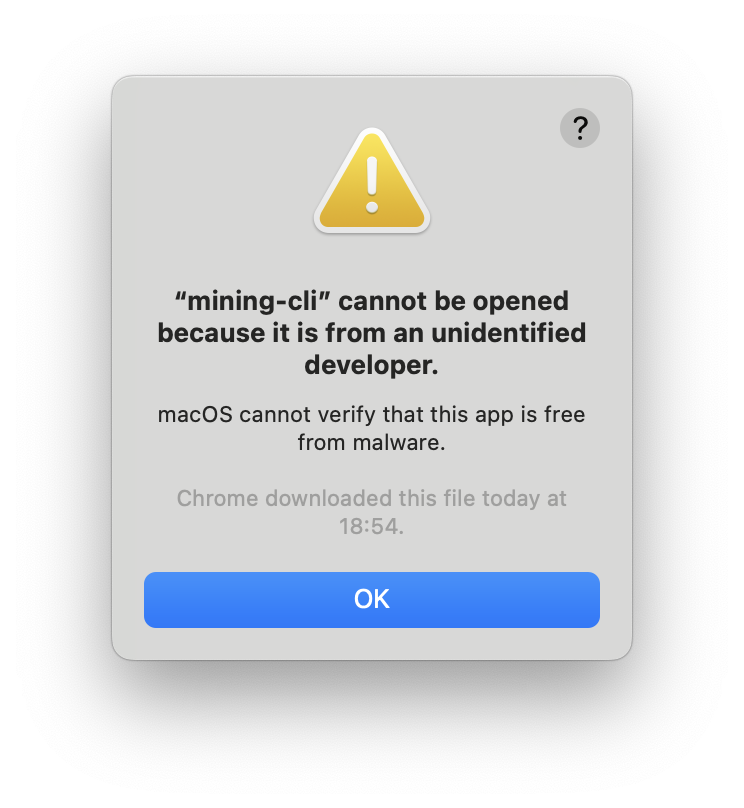 ?
“mining-cli” cannot be opened
because it is from an unidentified
developer.
macOS cannot verify that this app is free
from malware.
Chrome downloaded this file today at
18:54.
OK